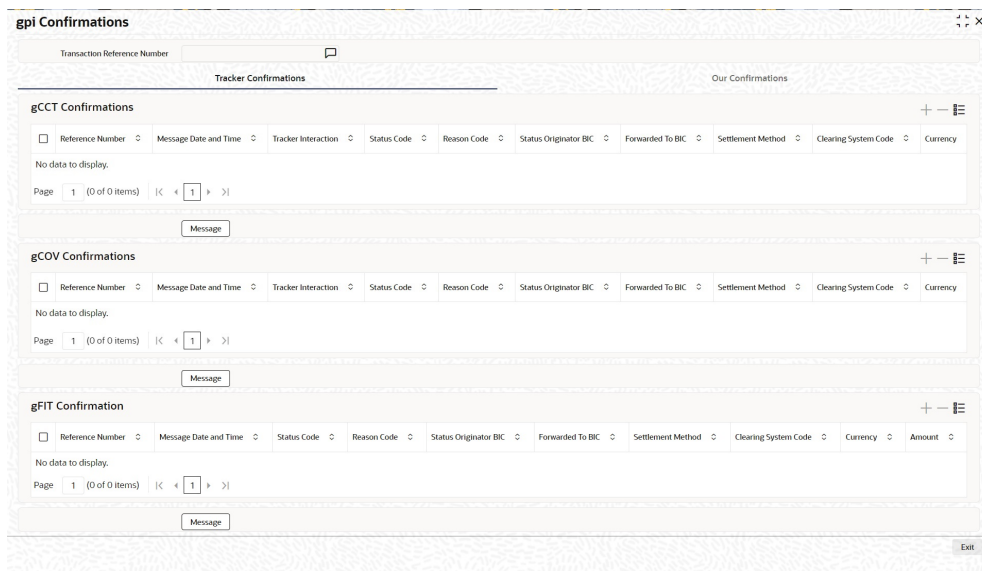 gpi Confirmations
Transaction Reference Number
Tracker Confirmations Our Confirmations
gCCT Confirmations
Reference Number Message Date and Time Tracker Interaction Status Code Reason Code Status Originator BIC Forwarded To BIC Settlement Method Clearing System Code Currency
No data to display.
Page 1 (0 of 0 items) 1
Message
gCOV Confirmations
Reference Number Message Date and Time Tracker Interaction Status Code Reason Code Status Originator BIC Forwarded To BIC Settlement Method Clearing System Code Currency
No data to display.
Page 1 (0 of 0 items) 1
Message
gFIT Confirmation
Reference Number Message Date and Time Status Code Reason Code Status Originator BIC Forwarded To BIC Settlement Method Clearing System Code Currency Amount
No data to display.
Page 1 (0 of 0 items) 1
Message
Exit